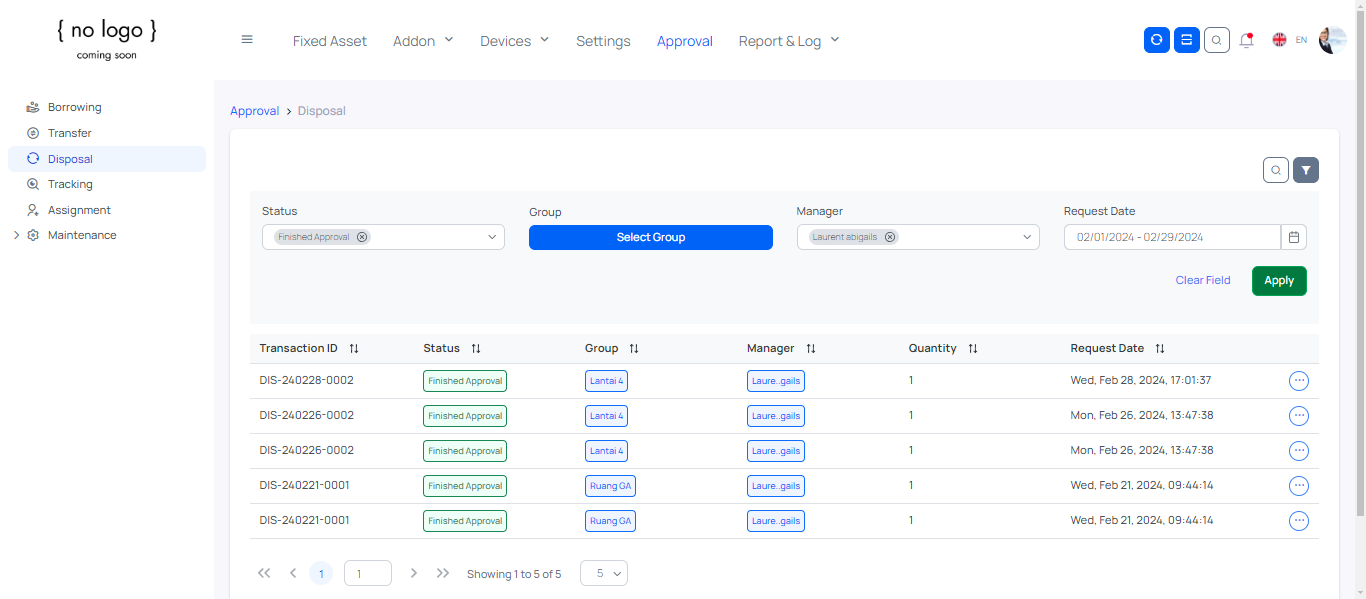 { no logo }
coming soon
Fixed Asset Addon Devices Settings Approval Report & Log EN
Borrowing
Transfer
Disposal
Tracking
Assignment
Maintenance
Approval > Disposal
Status Group Manager Request Date
Finished Approval Select Group Laurent abigails 02/01/2024 - 02/29/2024
Clear Field Apply
Transaction ID Status Group Manager Quantity Request Date
DIS-240228-0002 Finished Approval Lantai 4 Laure..gails 1 Wed, Feb 28, 2024, 17:01:37
DIS-240226-0002 Finished Approval Lantai 4 Laure..gails 1 Mon, Feb 26, 2024, 13:47:38
DIS-240226-0002 Finished Approval Lantai 4 Laure..gails 1 Mon, Feb 26, 2024, 13:47:38
DIS-240221-0001 Finished Approval Ruang GA Laure..gails 1 Wed, Feb 21, 2024, 09:44:14
DIS-240221-0001 Finished Approval Ruang GA Laure..gails 1 Wed, Feb 21, 2024, 09:44:14
1 1 Showing 1 to 5 of 5 5